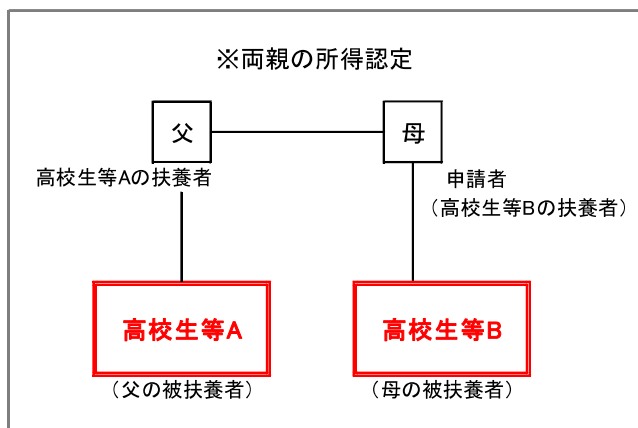 ※両親の所得認定
父
母
高校生等Aの扶養者
申請者
（高校生等Bの扶養者）
高校生等A
高校生等B
（父の被扶養者）
（母の被扶養者）